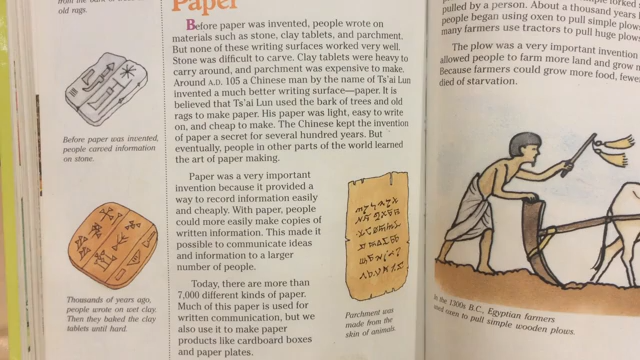 old rags.
Before paper was invented,
people carved information
on stone.
Thousands of years ago,
people wrote on wet clay.
Then they baked the clay
tablets until hard.
Paper
Before paper was invented, people wrote on
materials such as stone, clay tablets, and parchment.
But none of these writing surfaces worked very well.
Stone was difficult to carve. Clay tablets were heavy to
carry around, and parchment was expensive to make.
Around A.D. 105 a Chinese man by the name of Ts'ai Lun
invented a much better writing surface—paper. It is
believed that Ts'ai Lun used the bark of trees and old
rags to make paper. His paper was light, easy to write
on, and cheap to make. The Chinese kept the invention
of paper a secret for several hundred years. But
eventually, people in other parts of the world learned
the art of paper making.
Paper was a very important
invention because it provided a
way to record information easily
and cheaply. With paper, people
could more easily make copies of
written information. This made it
possible to communicate ideas
and information to a larger
number of people.
Today, there are more than
7,000 different kinds of paper.
Much of this paper is used for
written communication, but we
also use it to make paper
products like cardboard boxes
and paper plates.
Parchment was
made from the
skin of animals.
pulled by a person. About a thousand years
people began using oxen to pull simple plows
many farmers use tractors to pull huge plows
The plow was a very important invention
allowed people to farm more land and grow m
Because farmers could grow more food, fewe
died of starvation.
In the 1300s B.C., Egyptian farmers
used oxen to pull simple wooden plows.